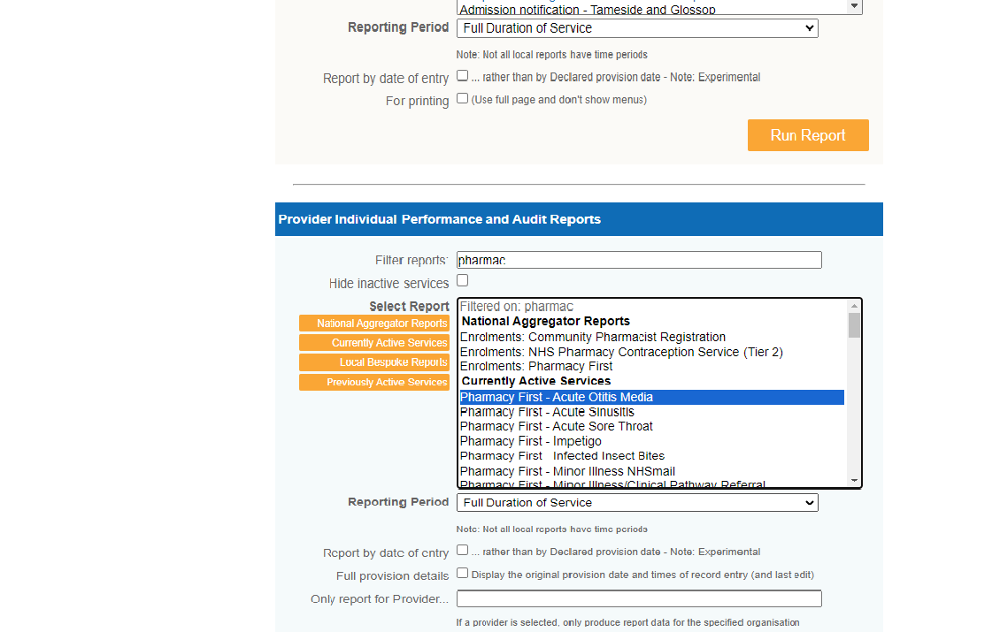 Admission notification - Tameside and Glossop
Reporting Period Full Duration of Service
Note: Not all local reports have time periods
Report by date of entry ... rather than by Declared provision date - Note: Experimental
For printing (Use full page and don't show menus)
Run Report
Provider Individual Performance and Audit Reports
Filter reports: pharmac
Hide inactive services
Select Report
National Aggregator Reports
Currently Active Services
Local Bespoke Reports
Previously Active Services
Filtered on: pharmac
National Aggregator Reports
Enrolments: Community Pharmacist Registration
Enrolments: NHS Pharmacy Contraception Service (Tier 2)
Enrolments: Pharmacy First
Currently Active Services
Pharmacy First - Acute Otitis Media
Pharmacy First - Acute Sinusitis
Pharmacy First - Acute Sore Throat
Pharmacy First - Impetigo
Pharmacy First - Infected Insect Bites
Pharmacy First - Minor Illness NHSmail
Pharmacy First - Minor Illness/Clinical Pathway Referral
Reporting Period Full Duration of Service
Note: Not all local reports have time periods
Report by date of entry ... rather than by Declared provision date - Note: Experimental
Full provision details Display the original provision date and times of record entry (and last edit)
Only report for Provider...
If a provider is selected, only produce report data for the specified organisation